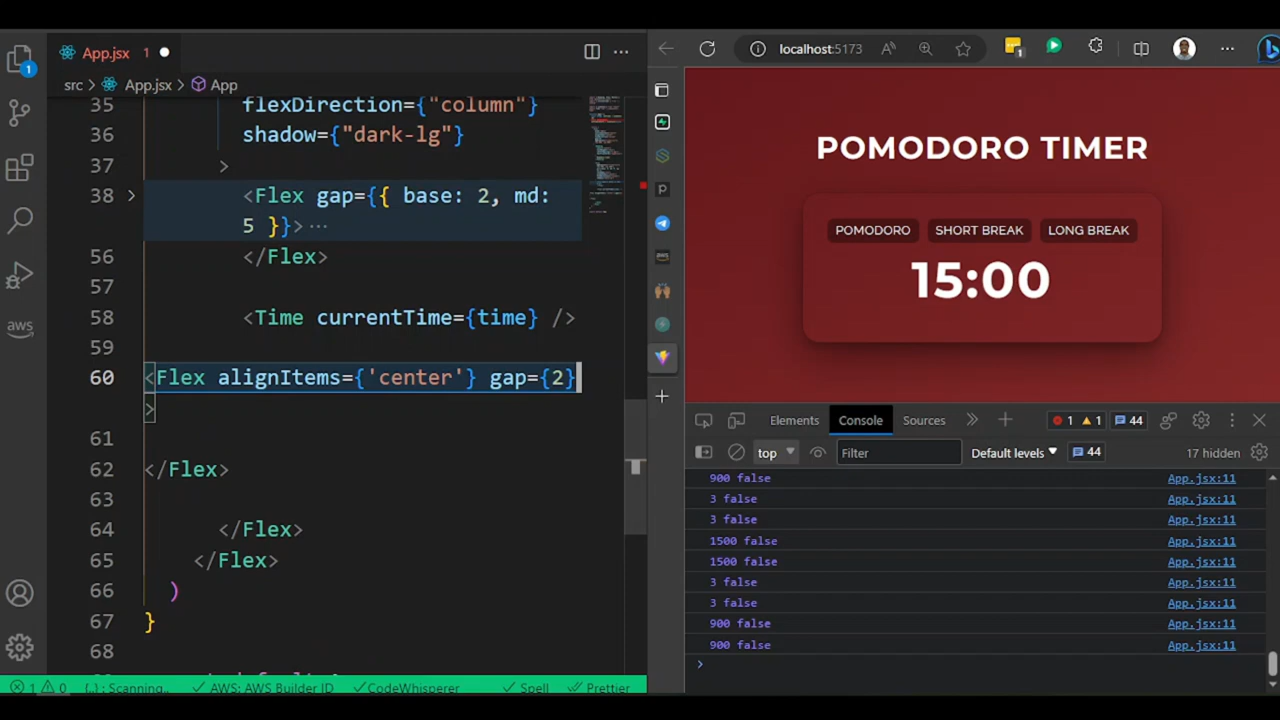 App.jsx 1
src > App.jsx > App
35 flexDirection={"column"}
36 shadow={"dark-lg"}
37 >
38 <Flex gap={{ base: 2, md:
5 }}> ···
56 </Flex>
57
58 <Time currentTime={time} />
59
60 <Flex alignItems={'center'} gap={2}
>
61
62 </Flex>
63
64 </Flex>
65 </Flex>
66 )
67 }
68
1
aws
1 0 {..}: Scanning.. AWS: AWS Builder ID CodeWhisperer Spell Prettier
localhost:5173
1
POMODORO TIMER
POMODORO SHORT BREAK LONG BREAK
15:00
Elements Console Sources 1 1 44
top Filter Default levels 44 17 hidden
900 false App.jsx:11
3 false App.jsx:11
3 false App.jsx:11
1500 false App.jsx:11
1500 false App.jsx:11
3 false App.jsx:11
3 false App.jsx:11
900 false App.jsx:11
900 false App.jsx:11